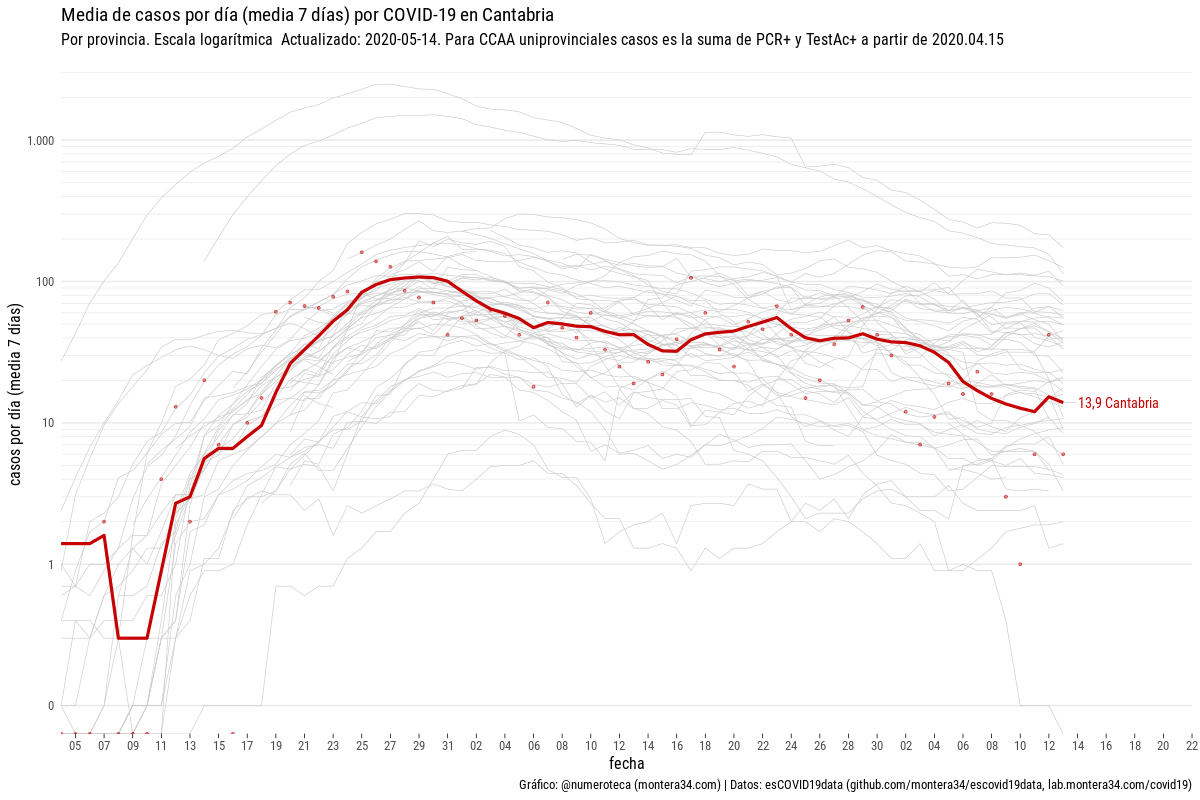 Media de casos por día (media 7 días) por COVID-19 en Cantabria
Por provincia. Escala logarítmica  Actualizado: 2020-05-14. Para CCAA uniprovinciales casos es la suma de PCR+ y TestAc+ a partir de 2020.04.15
casos por día (media 7 días)
1.000
100
10
1
0
13,9 Cantabria
05 07 09 11 13 15 17 19 21 23 25 27 29 31 02 04 06 08 10 12 14 16 18 20 22 24 26 28 30 02 04 06 08 10 12 14 16 18 20 22
fecha
Gráfico: @numeroteca (montera34.com) | Datos: esCOVID19data (github.com/montera34/escovid19data, lab.montera34.com/covid19)